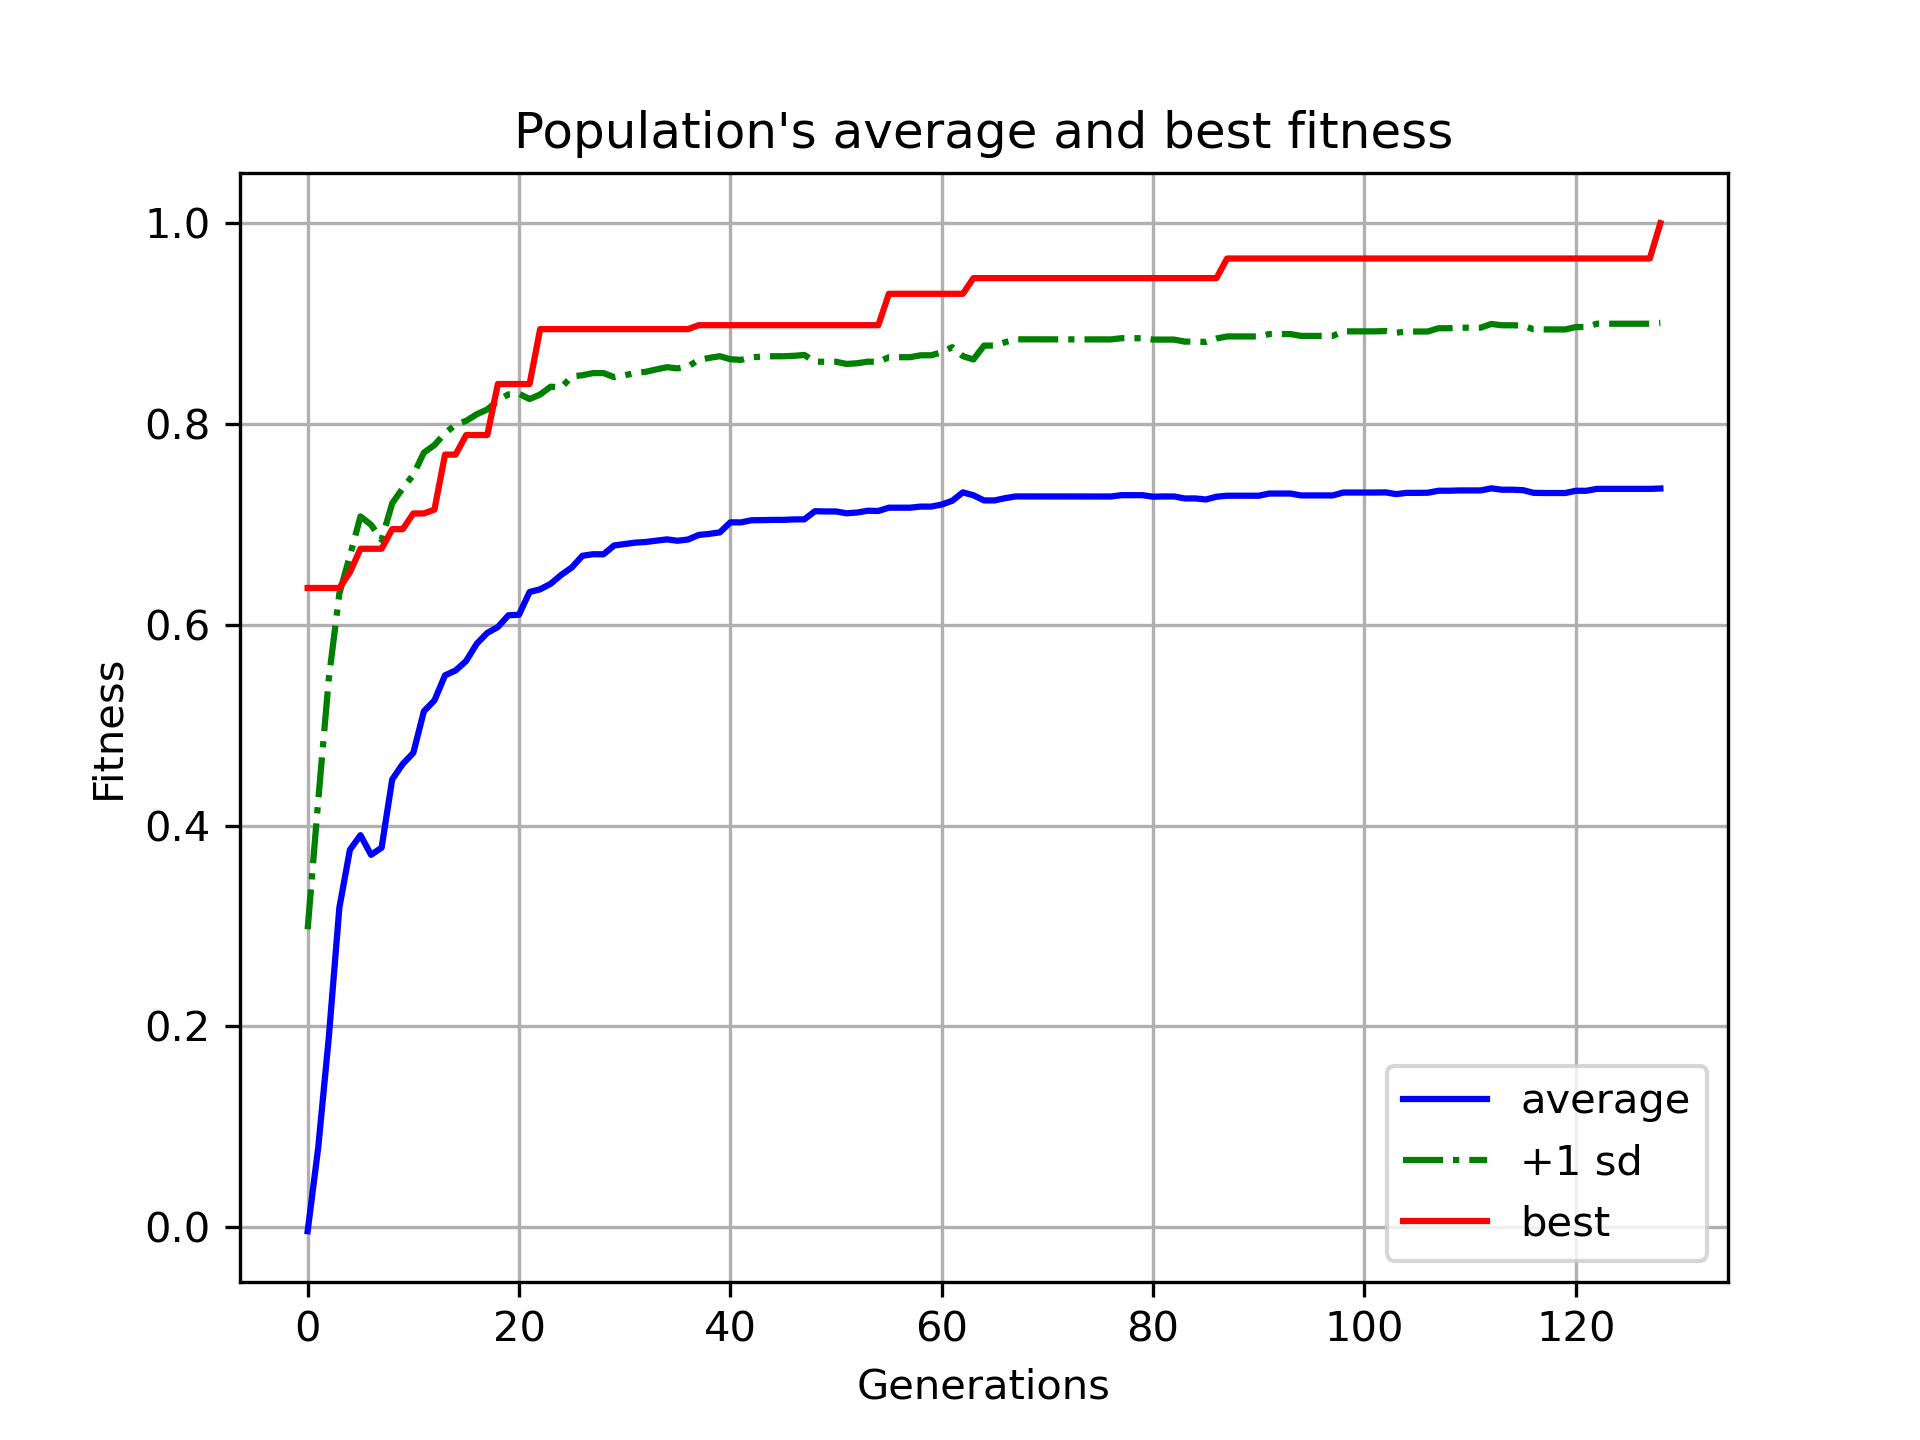 Population's average and best fitness
1.0
0.8
0.6
0.4
0.2
0.0
Fitness
0 20 40 60 80 100 120
Generations
average
+1 sd
best